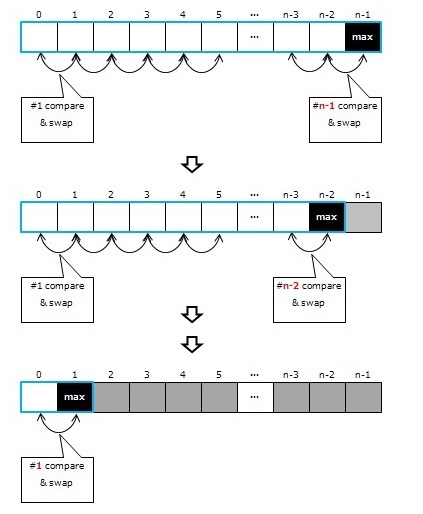 0 1 2 3 4 5 ... n-3 n-2 n-1
... max
#1 compare
& swap
#n-1 compare
& swap
0 1 2 3 4 5 ... n-3 n-2 n-1
... max
#1 compare
& swap
#n-2 compare
& swap
0 1 2 3 4 5 ... n-3 n-2 n-1
max ...
#1 compare
& swap